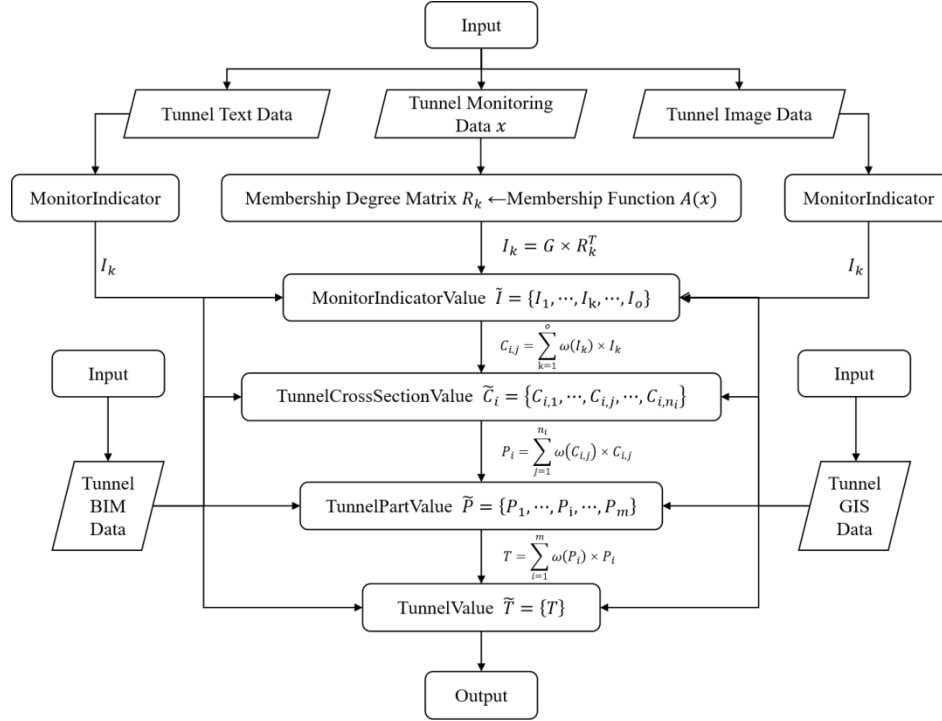 Input
Tunnel Text Data
Tunnel Monitoring
Data x
Tunnel Image Data
MonitorIndicator
Membership Degree Matrix R_k ←Membership Function A(x)
MonitorIndicator
I_k = G × R_k^T
I_k
I_k
MonitorIndicatorValue Ĩ = {I_1, ⋯, I_k, ⋯, I_o}
C_{i,j} = ∑_{k=1}^{o} ω(I_k) × I_k
Input
Input
TunnelCrossSectionValue C̃_i = {C_{i,1}, ⋯, C_{i,j}, ⋯, C_{i,n_i}}
P_i = ∑_{j=1}^{n_i} ω(C_{i,j}) × C_{i,j}
Tunnel
BIM
Data
TunnelPartValue P̃ = {P_1, ⋯, P_i, ⋯, P_m}
Tunnel
GIS
Data
T = ∑_{i=1}^{m} ω(P_i) × P_i
TunnelValue T̃ = {T}
Output